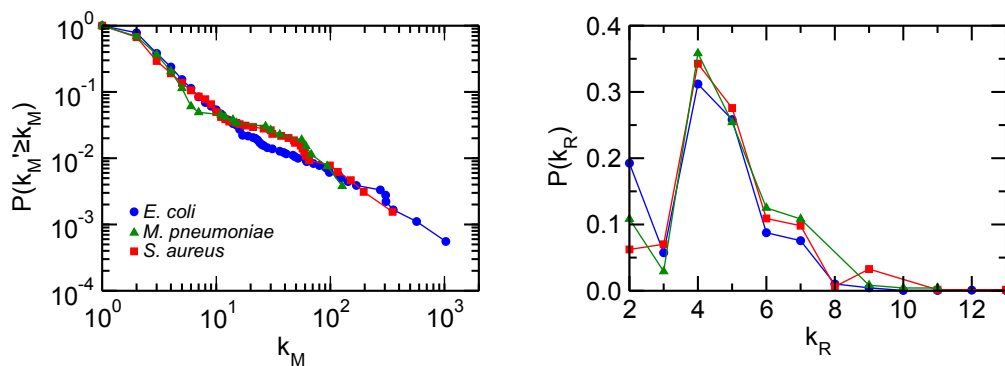 P(k_M'≥k_M)
10^0
10^-1
10^-2
10^-3
10^-4
E. coli
M. pneumoniae
S. aureus
10^0 10^1 10^2 10^3
k_M
P(k_R)
0.4
0.3
0.2
0.1
0.0
2 4 6 8 10 12
k_R